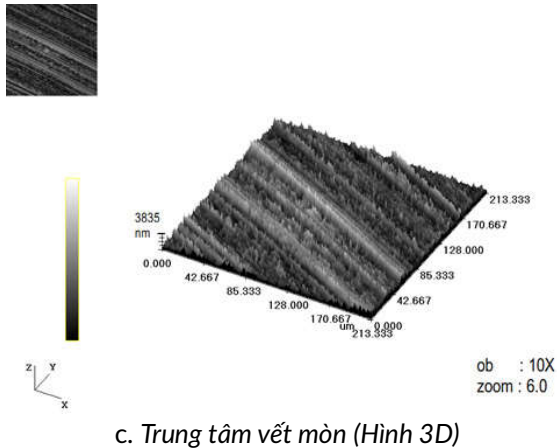 3835
nm
0.000
42.667
85.333
128.000
170.667
um
213.333
0.000
42.667
85.333
128.000
170.667
213.333
Z
Y
X
ob : 10X
zoom : 6.0
c. Trung tâm vết mòn (Hình 3D)